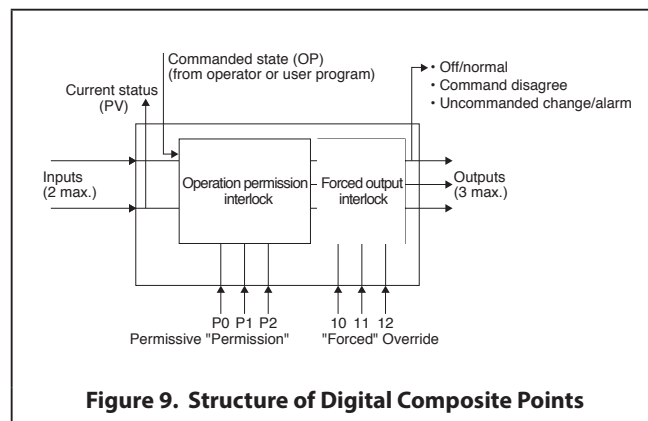 Commanded state (OP)
(from operator or user program)
Current status
(PV)
• Off/normal
• Command disagree
• Uncommanded change/alarm
Inputs
(2 max.)
Operation permission
interlock
Forced output
interlock
Outputs
(3 max.)
P0 P1 P2
Permissive "Permission"
10 11 12
"Forced" Override
Figure 9. Structure of Digital Composite Points